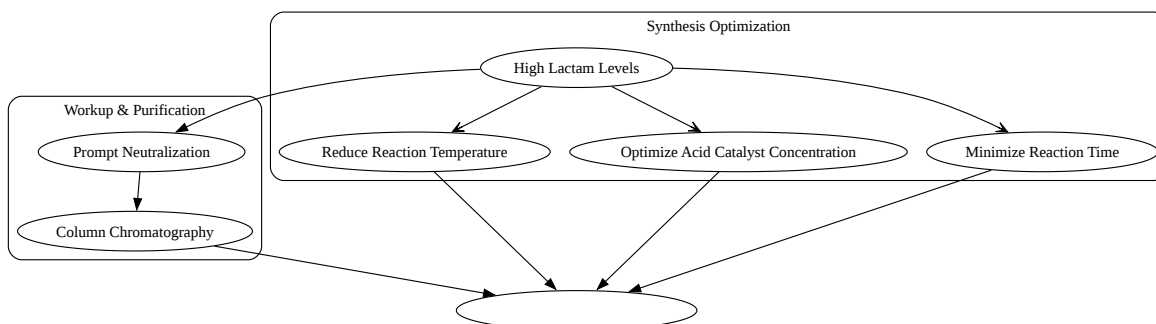 Synthesis Optimization
High Lactam Levels
Workup & Purification
Prompt Neutralization
Reduce Reaction Temperature
Optimize Acid Catalyst Concentration
Minimize Reaction Time
Column Chromatography